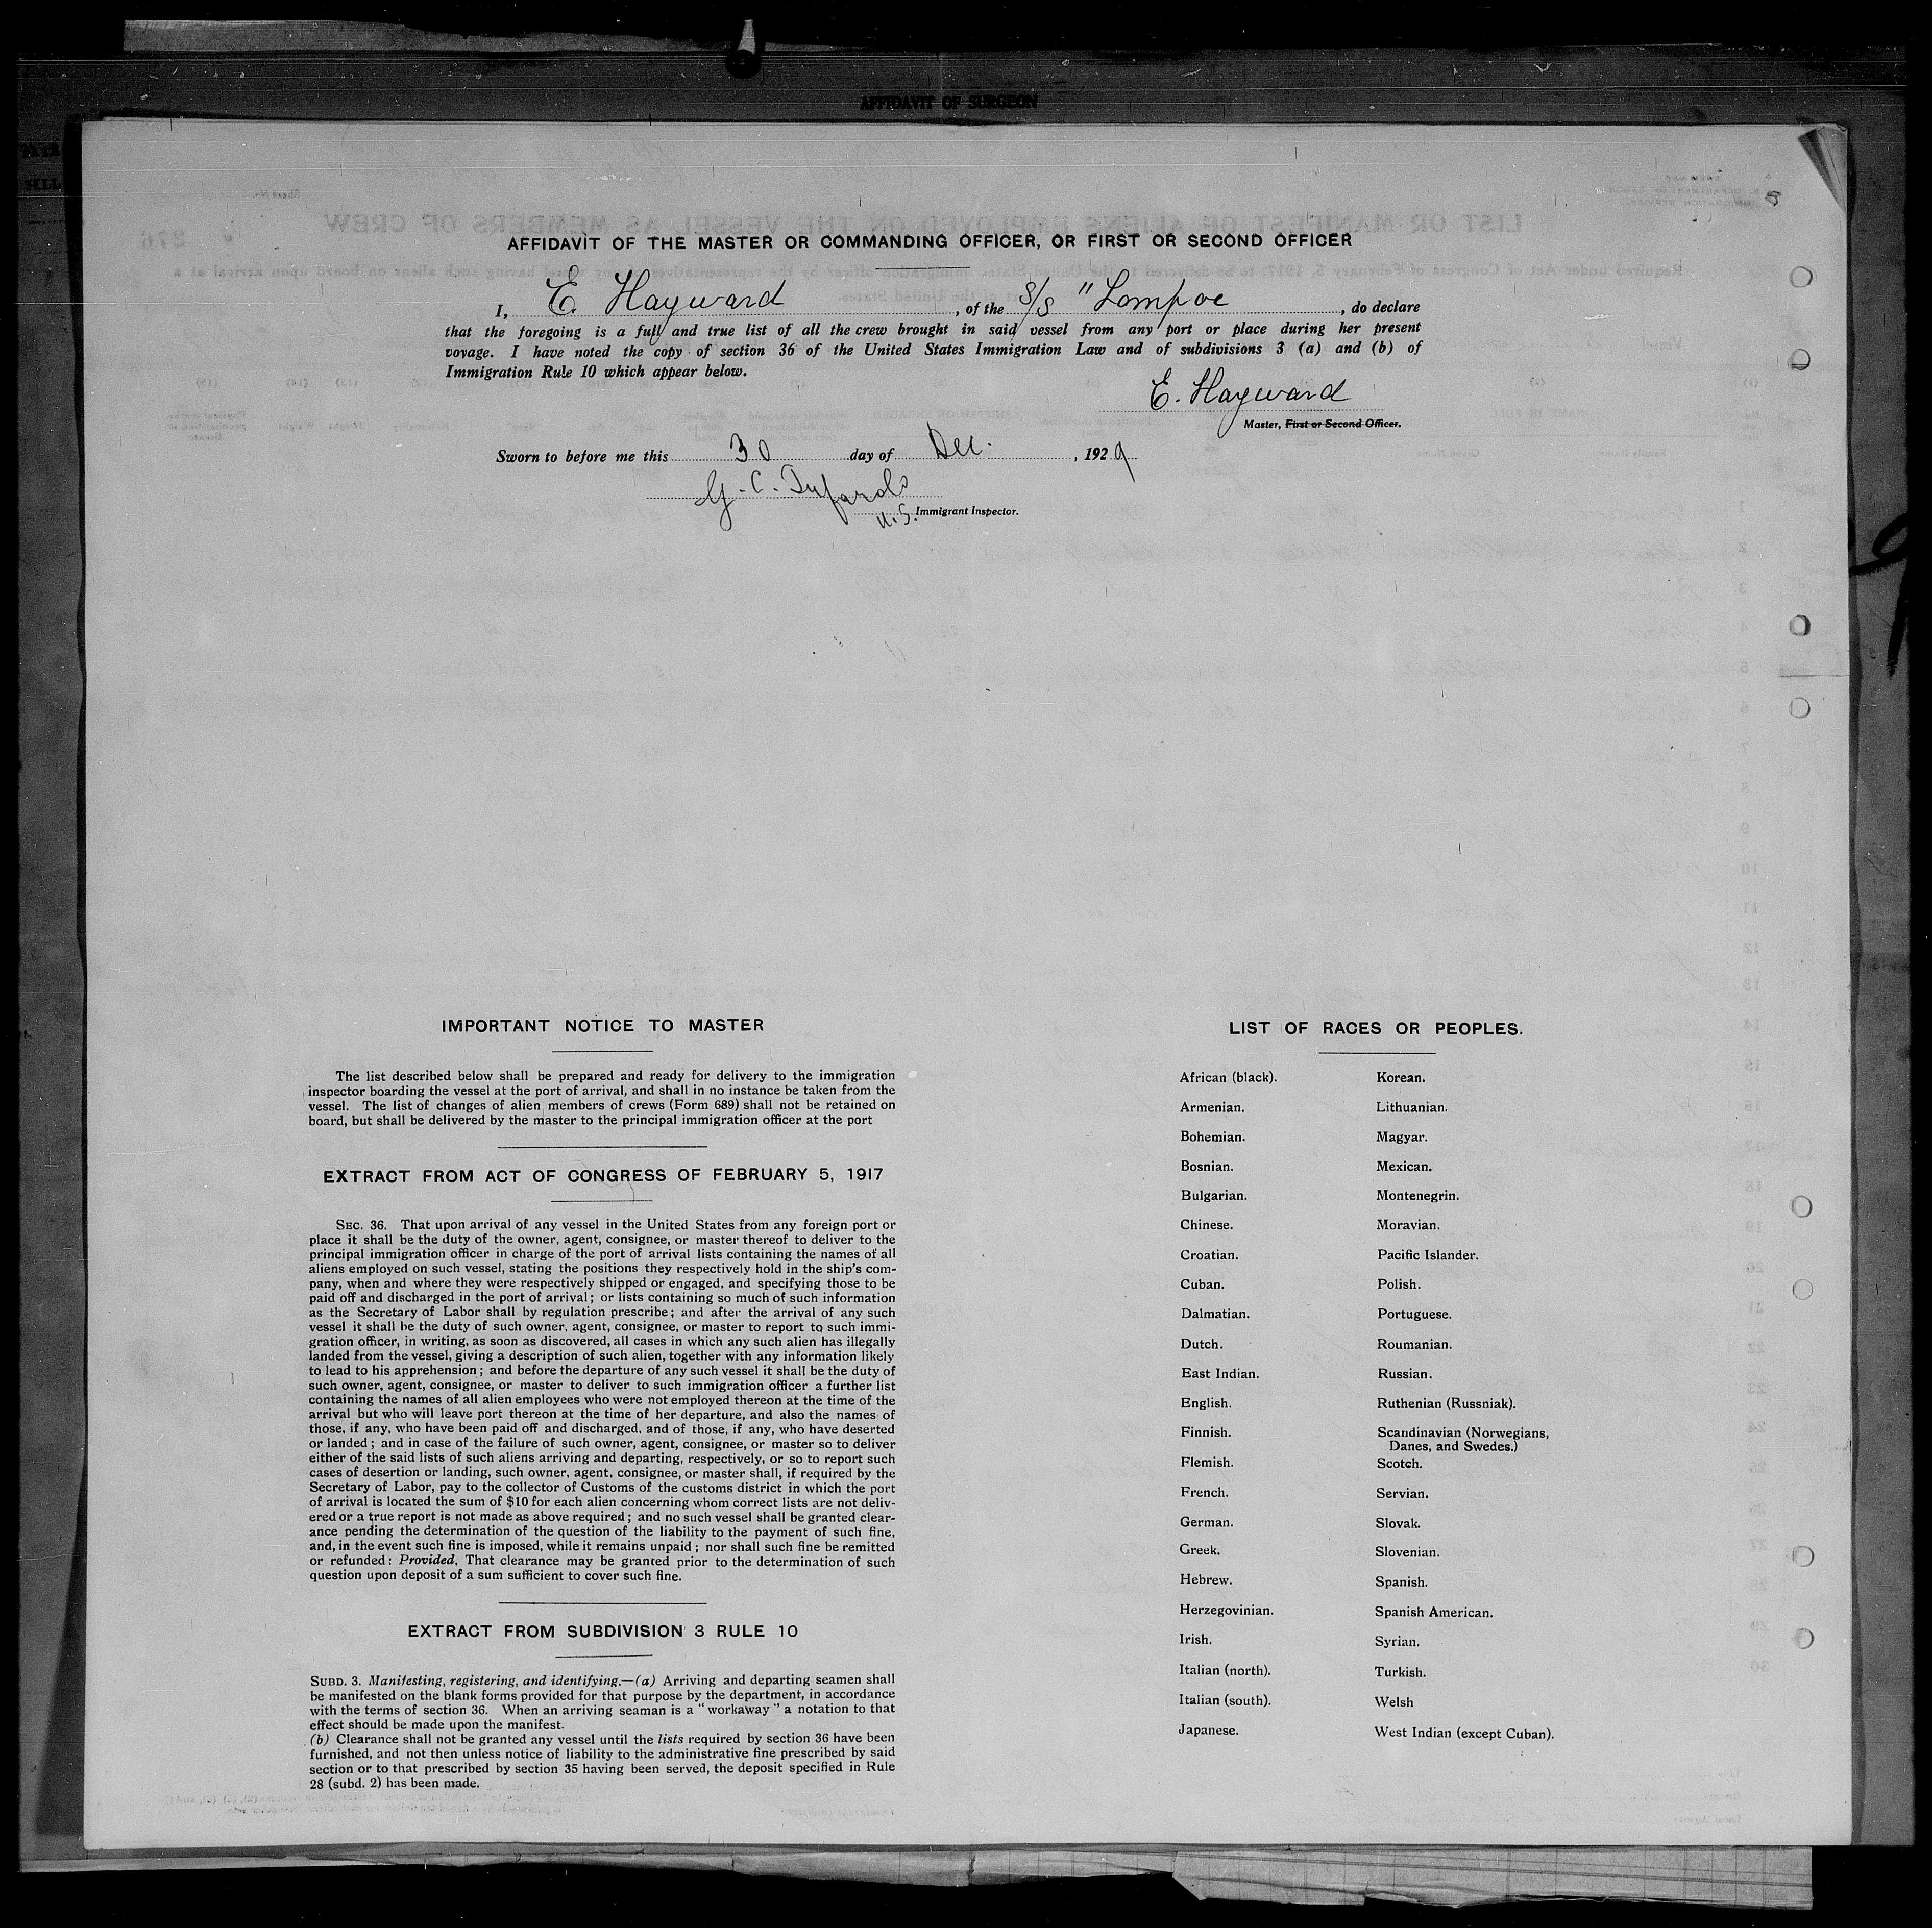 AFFIDAVIT OF SURGEON
AFFIDAVIT OF THE MASTER OR COMMANDING OFFICER, OR FIRST OR SECOND OFFICER
I, E. Hayward, of the S/S "Lompoc, do declare
that the foregoing is a full and true list of all the crew brought in said vessel from any port or place during her present
voyage. I have noted the copy of section 36 of the United States Immigration Law and of subdivisions 3 (a) and (b) of
Immigration Rule 10 which appear below.
E. Hayward
Master, First or Second Officer.
Sworn to before me this 30 day of Dec. , 1929
G. C.
U.S. Immigrant Inspector.
IMPORTANT NOTICE TO MASTER
The list described below shall be prepared and ready for delivery to the immigration
inspector boarding the vessel at the port of arrival, and shall in no instance be taken from the
vessel. The list of changes of alien members of crews (Form 689) shall not be retained on
board, but shall be delivered by the master to the principal immigration officer at the port
EXTRACT FROM ACT OF CONGRESS OF FEBRUARY 5, 1917
SEC. 36. That upon arrival of any vessel in the United States from any foreign port or
place it shall be the duty of the owner, agent, consignee, or master thereof to deliver to the
principal immigration officer in charge of the port of arrival lists containing the names of all
aliens employed on such vessel, stating the positions they respectively hold in the ship's com-
pany, when and where they were respectively shipped or engaged, and specifying those to be
paid off and discharged in the port of arrival; or lists containing so much of such information
as the Secretary of Labor shall by regulation prescribe; and after the arrival of any such
vessel it shall be the duty of such owner, agent, consignee, or master to report to such immi-
gration officer, in writing, as soon as discovered, all cases in which any such alien has illegally
landed from the vessel, giving a description of such alien, together with any information likely
to lead to his apprehension; and before the departure of any such vessel it shall be the duty of
such owner, agent, consignee, or master to deliver to such immigration officer a further list
containing the names of all alien employees who were not employed thereon at the time of the
arrival but who will leave port thereon at the time of her departure, and also the names of
those, if any, who have been paid off and discharged, and of those, if any, who have deserted
or landed; and in case of the failure of such owner, agent, consignee, or master so to deliver
either of the said lists of such aliens arriving and departing, respectively, or so to report such
cases of desertion or landing, such owner, agent, consignee, or master shall, if required by the
Secretary of Labor, pay to the collector of Customs of the customs district in which the port
of arrival is located the sum of $10 for each alien concerning whom correct lists are not deliv-
ered or a true report is not made as above required; and no such vessel shall be granted clear-
ance pending the determination of the question of the liability to the payment of such fine,
and, in the event such fine is imposed, while it remains unpaid; nor shall such fine be remitted
or refunded: Provided, That clearance may be granted prior to the determination of such
question upon deposit of a sum sufficient to cover such fine.
EXTRACT FROM SUBDIVISION 3 RULE 10
SUBD. 3. Manifesting, registering, and identifying.—(a) Arriving and departing seamen shall
be manifested on the blank forms provided for that purpose by the department, in accordance
with the terms of section 36. When an arriving seaman is a "workaway" a notation to that
effect should be made upon the manifest.
(b) Clearance shall not be granted any vessel until the lists required by section 36 have been
furnished, and not then unless notice of liability to the administrative fine prescribed by said
section or to that prescribed by section 35 having been served, the deposit specified in Rule
28 (subd. 2) has been made.
LIST OF RACES OR PEOPLES.
African (black).
Armenian.
Bohemian.
Bosnian.
Bulgarian.
Chinese.
Croatian.
Cuban.
Dalmatian.
Dutch.
East Indian.
English.
Finnish.
Flemish.
French.
German.
Greek.
Hebrew.
Herzegovinian.
Irish.
Italian (north).
Italian (south).
Japanese.
Korean.
Lithuanian.
Magyar.
Mexican.
Montenegrin.
Moravian.
Pacific Islander.
Polish.
Portuguese.
Roumanian.
Russian.
Ruthenian (Russniak).
Scandinavian (Norwegians,
Danes, and Swedes.)
Scotch.
Servian.
Slovak.
Slovenian.
Spanish.
Spanish American.
Syrian.
Turkish.
Welsh
West Indian (except Cuban).